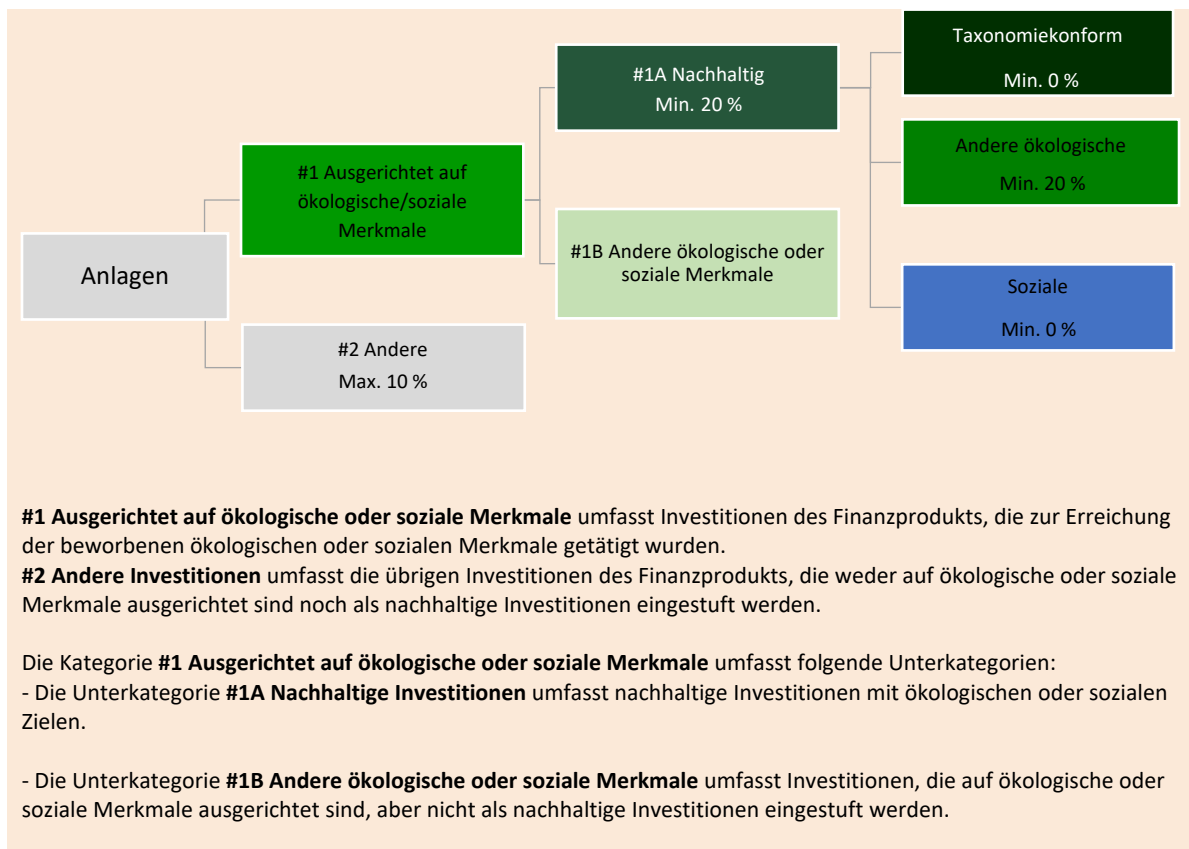 Taxonomiekonform
Min. 0 %
#1A Nachhaltig
Min. 20 %
Andere ökologische
Min. 20 %
#1 Ausgerichtet auf
ökologische/soziale
Merkmale
#1B Andere ökologische oder
soziale Merkmale
Anlagen
Soziale
Min. 0 %
#2 Andere
Max. 10 %
#1 Ausgerichtet auf ökologische oder soziale Merkmale umfasst Investitionen des Finanzprodukts, die zur Erreichung
der beworbenen ökologischen oder sozialen Merkmale getätigt wurden.
#2 Andere Investitionen umfasst die übrigen Investitionen des Finanzprodukts, die weder auf ökologische oder soziale
Merkmale ausgerichtet sind noch als nachhaltige Investitionen eingestuft werden.
Die Kategorie #1 Ausgerichtet auf ökologische oder soziale Merkmale umfasst folgende Unterkategorien:
- Die Unterkategorie #1A Nachhaltige Investitionen umfasst nachhaltige Investitionen mit ökologischen oder sozialen
Zielen.
- Die Unterkategorie #1B Andere ökologische oder soziale Merkmale umfasst Investitionen, die auf ökologische oder
soziale Merkmale ausgerichtet sind, aber nicht als nachhaltige Investitionen eingestuft werden.